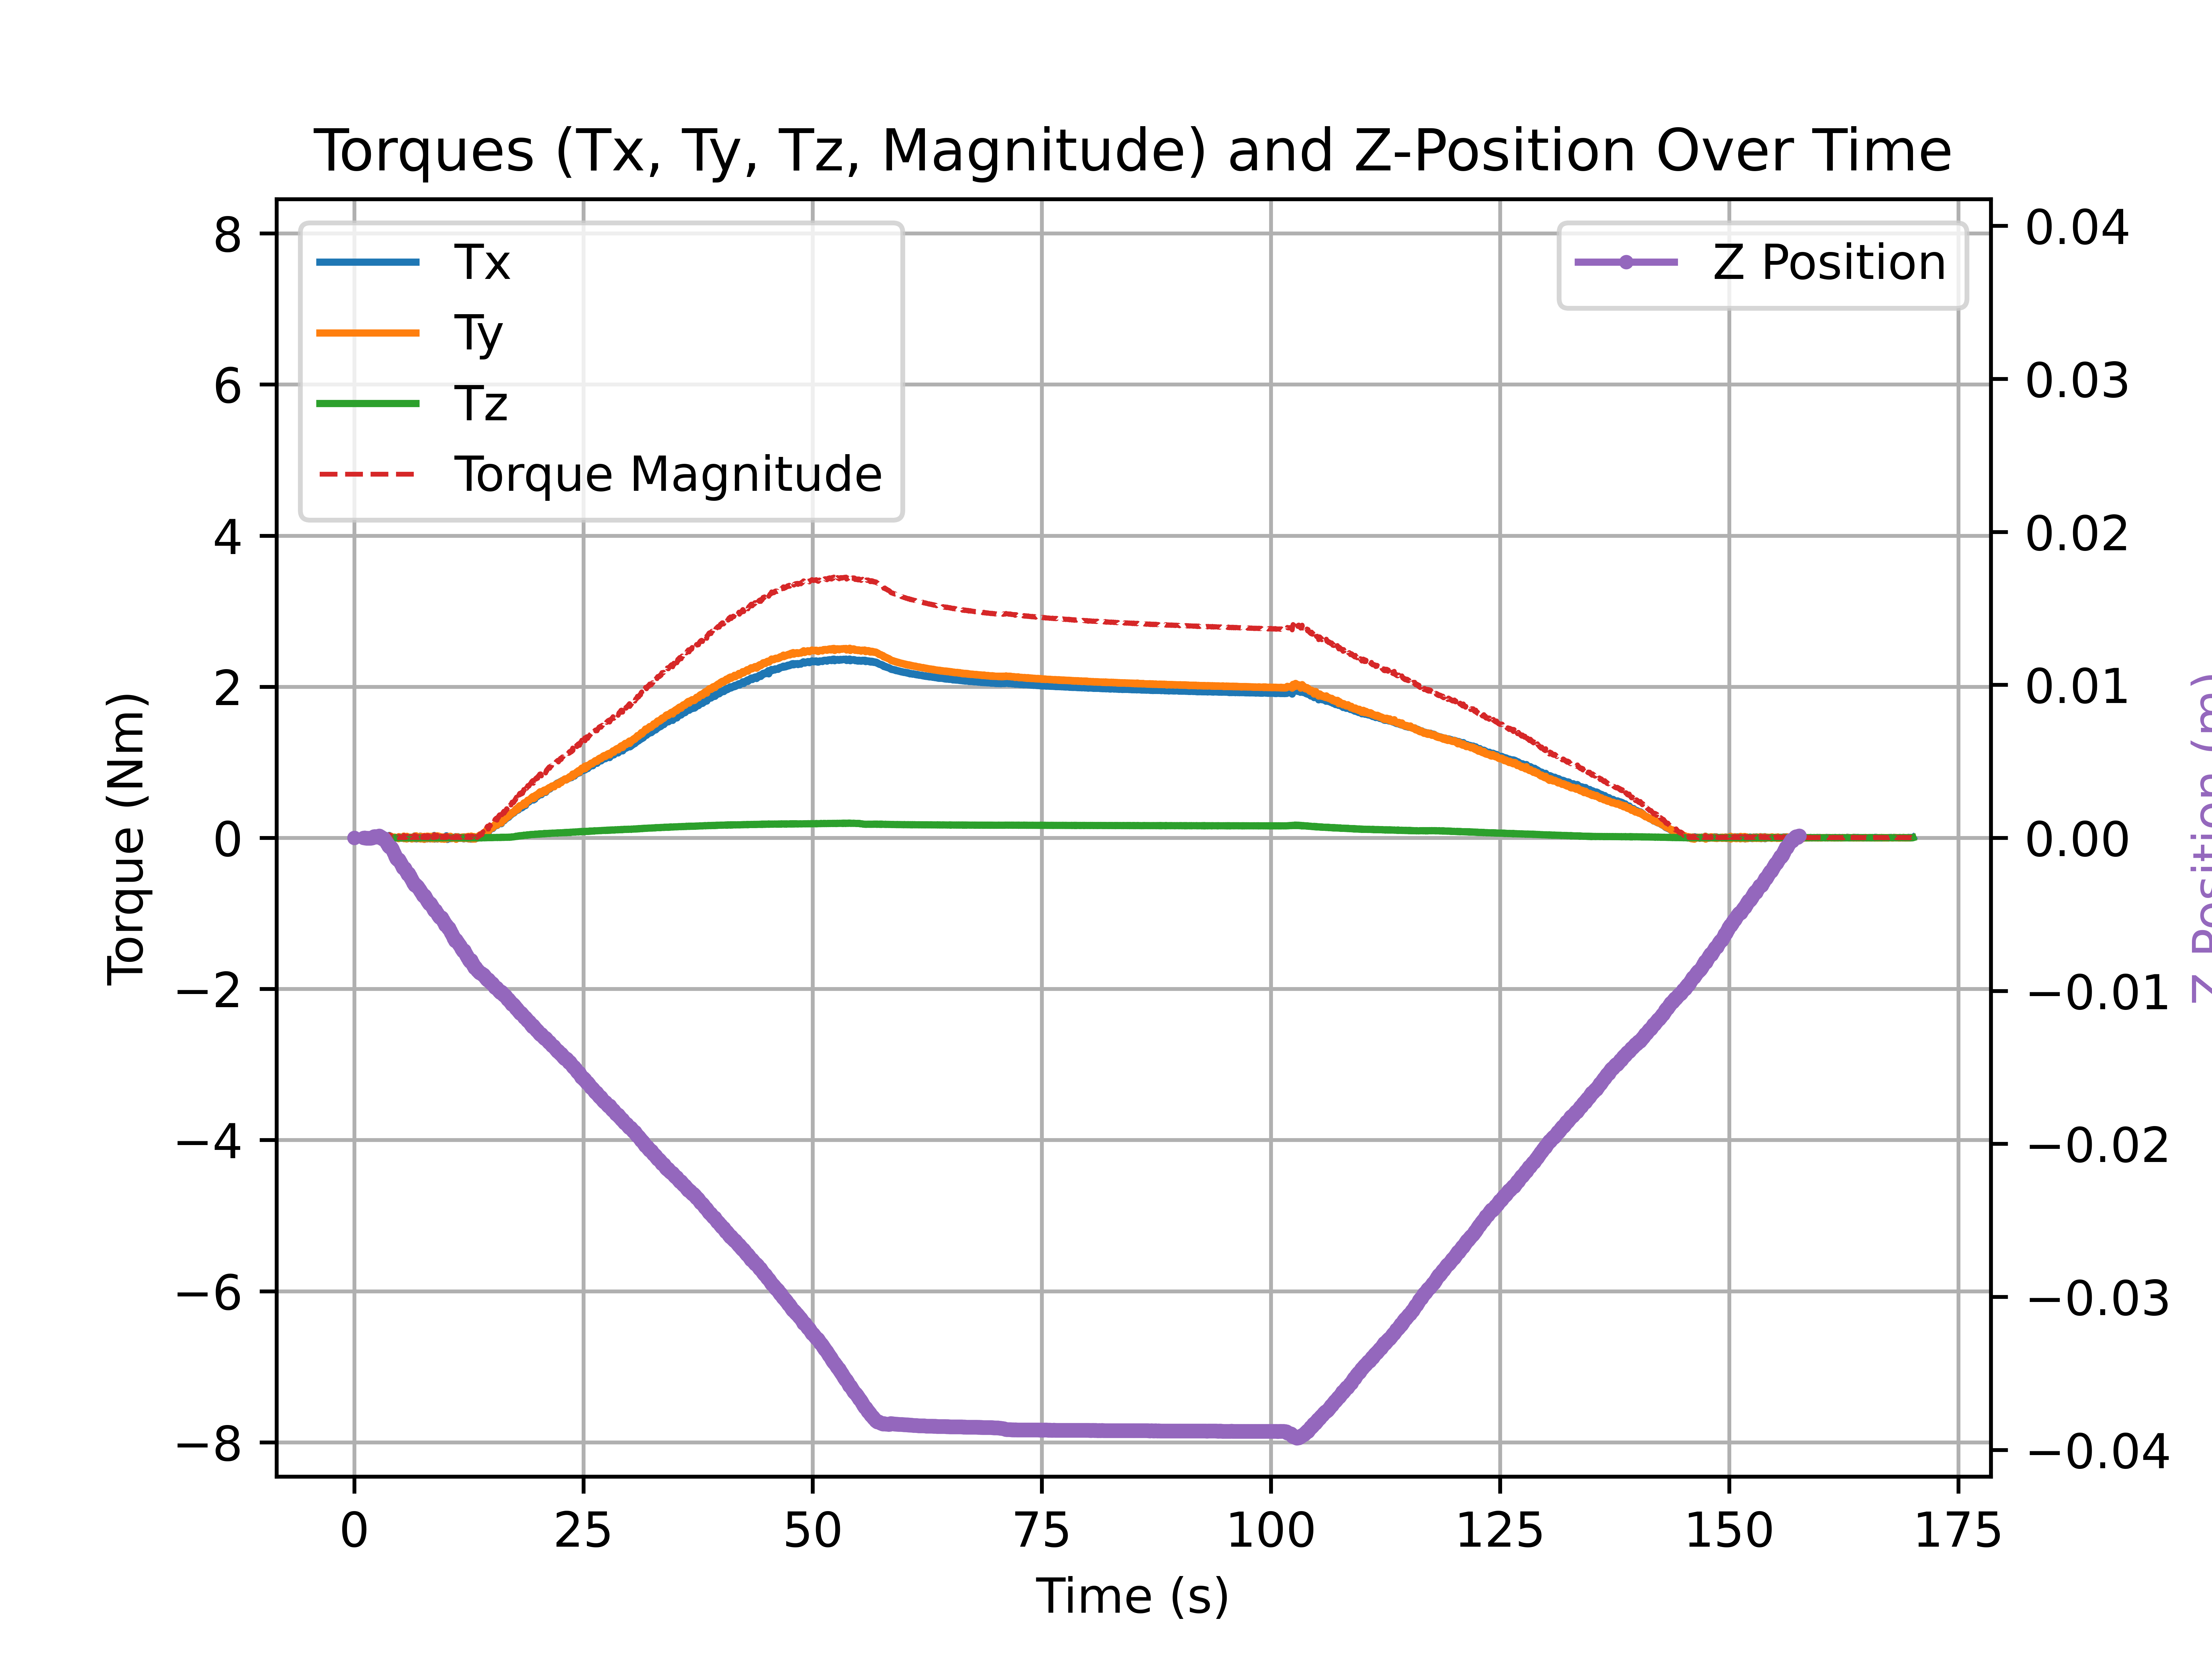 Torques (Tx, Ty, Tz, Magnitude) and Z-Position Over Time
Tx
Ty
Tz
Torque Magnitude
Z Position
8
6
4
2
0
−2
−4
−6
−8
Torque (Nm)
0.04
0.03
0.02
0.01
0.00
−0.01
−0.02
−0.03
−0.04
Z Position (m)
0
25
50
75
100
125
150
175
Time (s)